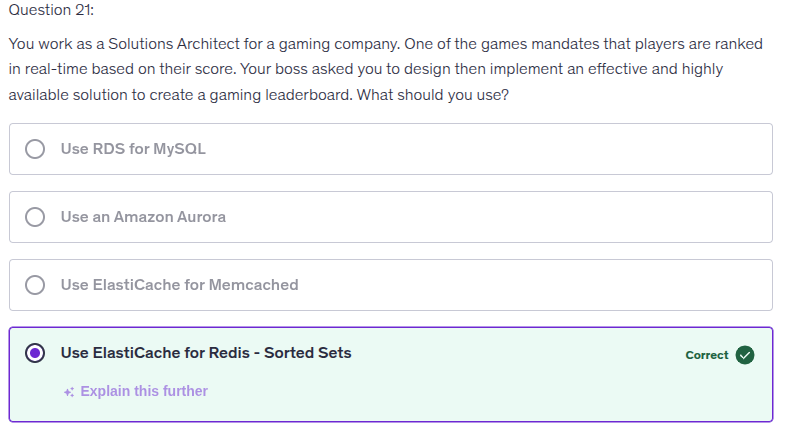 Question 21:
You work as a Solutions Architect for a gaming company. One of the games mandates that players are ranked
in real-time based on their score. Your boss asked you to design then implement an effective and highly
available solution to create a gaming leaderboard. What should you use?
Use RDS for MySQL
Use an Amazon Aurora
Use ElastiCache for Memcached
Use ElastiCache for Redis - Sorted Sets
Correct
Explain this further